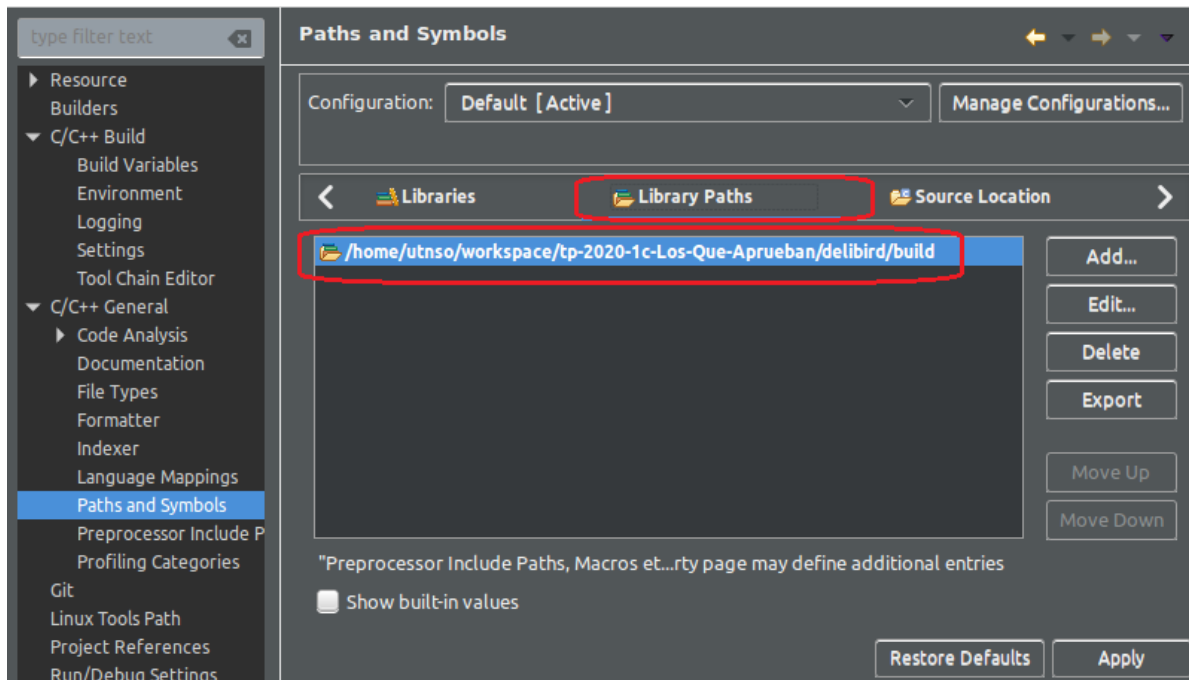 type filter text
Resource
Builders
C/C++ Build
Build Variables
Environment
Logging
Settings
Tool Chain Editor
C/C++ General
Code Analysis
Documentation
File Types
Formatter
Indexer
Language Mappings
Paths and Symbols
Preprocessor Include P
Profiling Categories
Git
Linux Tools Path
Project References
Run/Debug Settings
Paths and Symbols
Configuration: Default [Active] Manage Configurations...
Libraries Library Paths Source Location
/home/utnso/workspace/tp-2020-1c-Los-Que-Aprueban/delibird/build
Add...
Edit...
Delete
Export
Move Up
Move Down
"Preprocessor Include Paths, Macros et...rty page may define additional entries
Show built-in values
Restore Defaults Apply